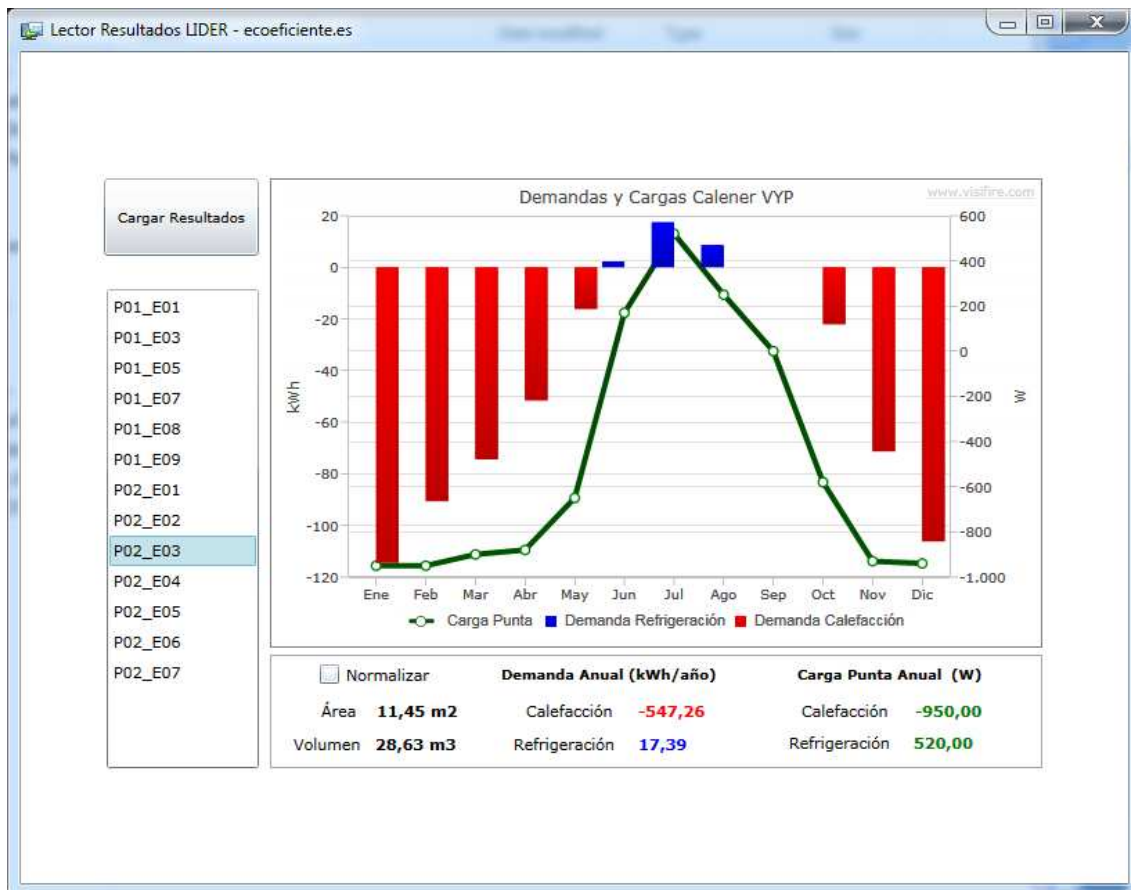 Lector Resultados LIDER - ecoeficiente.es
Cargar Resultados
P01_E01
P01_E03
P01_E05
P01_E07
P01_E08
P01_E09
P02_E01
P02_E02
P02_E03
P02_E04
P02_E05
P02_E06
P02_E07
Demandas y Cargas Calener VYP
www.visifire.com
kWh
20
0
-20
-40
-60
-80
-100
-120
600
400
200
0
-200
-400
-600
-800
-1.000
W
Ene Feb Mar Abr May Jun Jul Ago Sep Oct Nov Dic
Carga Punta Demanda Refrigeración Demanda Calefacción
Normalizar Demanda Anual (kWh/año) Carga Punta Anual (W)
Área 11,45 m2 Calefacción -547,26 Calefacción -950,00
Volumen 28,63 m3 Refrigeración 17,39 Refrigeración 520,00